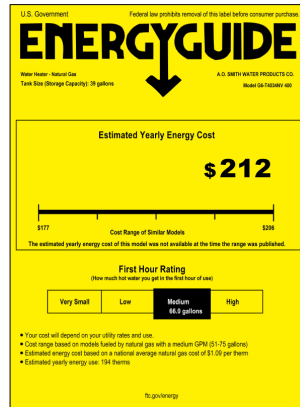 U.S. Government
Federal law prohibits removal of this label before consumer purchase.
ENERGYGUIDE
Water Heater - Natural Gas
Tank Size (Storage Capacity): 39 gallons
A.O. SMITH WATER PRODUCTS CO.
Model G6-T4034NV 400
Estimated Yearly Energy Cost
$212
$177
$206
Cost Range of Similar Models
The estimated yearly energy cost of this model was not available at the time the range was published.
First Hour Rating
(How much hot water you get in the first hour of use)
Very Small
Low
Medium
66.0 gallons
High
● Your cost will depend on your utility rates and use.
● Cost range based on models fueled by natural gas with a medium GPM (51-75 gallons)
● Estimated energy cost based on a national average natural gas cost of $1.09 per therm
● Estimated yearly energy use: 194 therms
ftc.gov/energy